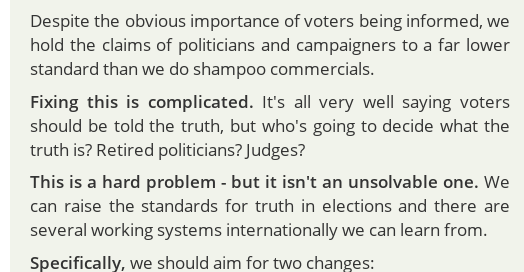 Despite the obvious importance of voters being informed, we
hold the claims of politicians and campaigners to a far lower
standard than we do shampoo commercials.
Fixing this is complicated. It's all very well saying voters
should be told the truth, but who's going to decide what the
truth is? Retired politicians? Judges?
This is a hard problem - but it isn't an unsolvable one. We
can raise the standards for truth in elections and there are
several working systems internationally we can learn from.
Specifically, we should aim for two changes: